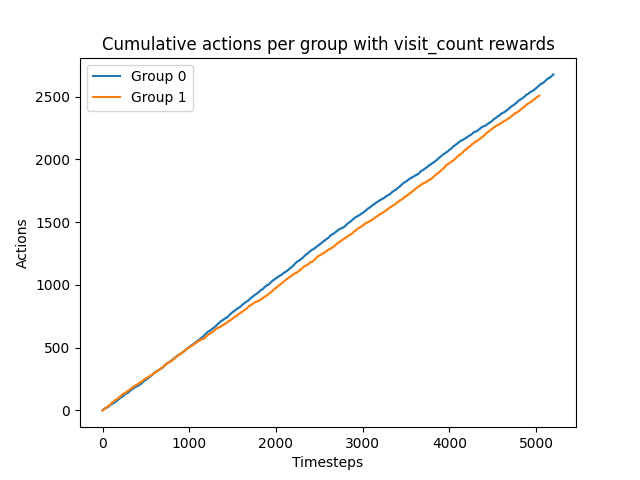 Cumulative actions per group with visit_count rewards
Group 0
Group 1
2500
2000
1500
1000
500
0
Actions
0 1000 2000 3000 4000 5000
Timesteps